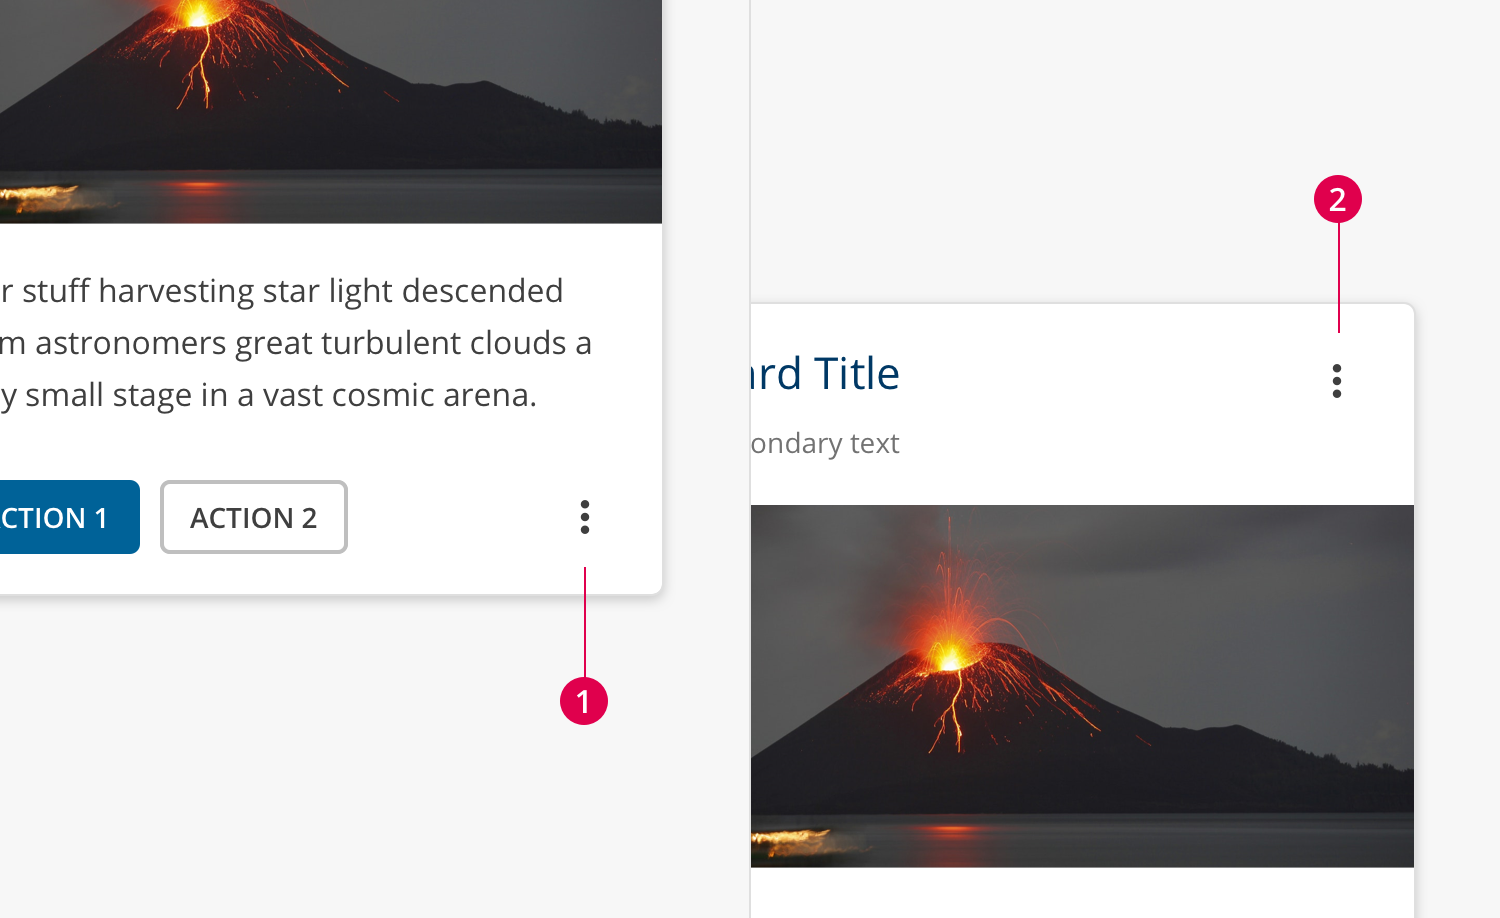 r stuff harvesting star light descended
m astronomers great turbulent clouds a
y small stage in a vast cosmic arena.
CTION 1
ACTION 2
1
2
rd Title
ondary text